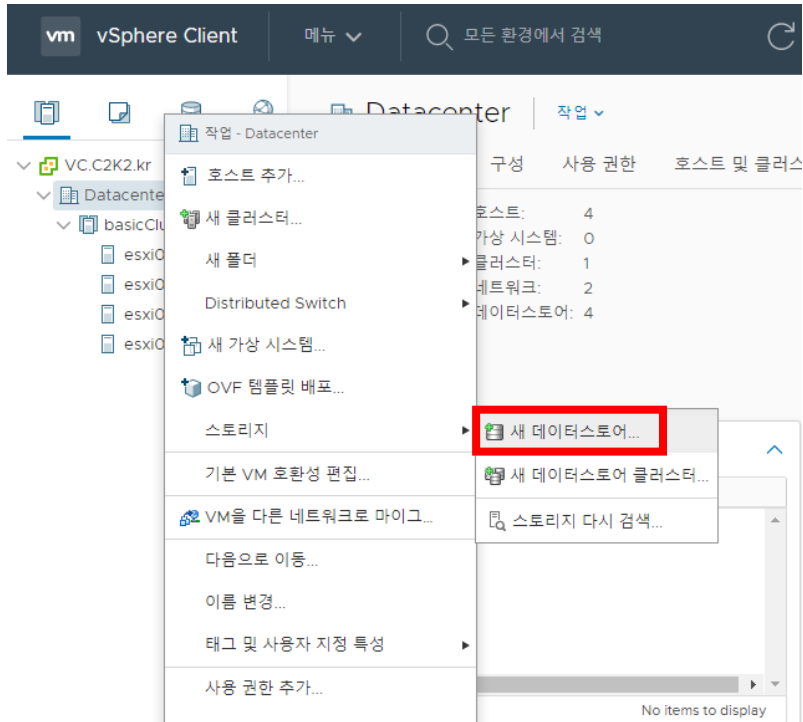 vm vSphere Client 메뉴 모든 환경에서 검색
Datacenter 작업
작업 - Datacenter
구성 사용 권한 호스트 및 클러스
VC.C2K2.kr
Datacente
basicClu
esxi0
esxi0
esxi0
esxi0
호스트 추가...
새 클러스터...
새 폴더
Distributed Switch
새 가상 시스템...
OVF 템플릿 배포...
스토리지
기본 VM 호환성 편집...
VM을 다른 네트워크로 마이그...
다음으로 이동...
이름 변경...
태그 및 사용자 지정 특성
사용 권한 추가...
호스트: 4
가상 시스템: 0
클러스터: 1
네트워크: 2
데이터스토어: 4
새 데이터스토어...
새 데이터스토어 클러스터...
스토리지 다시 검색...
No items to display